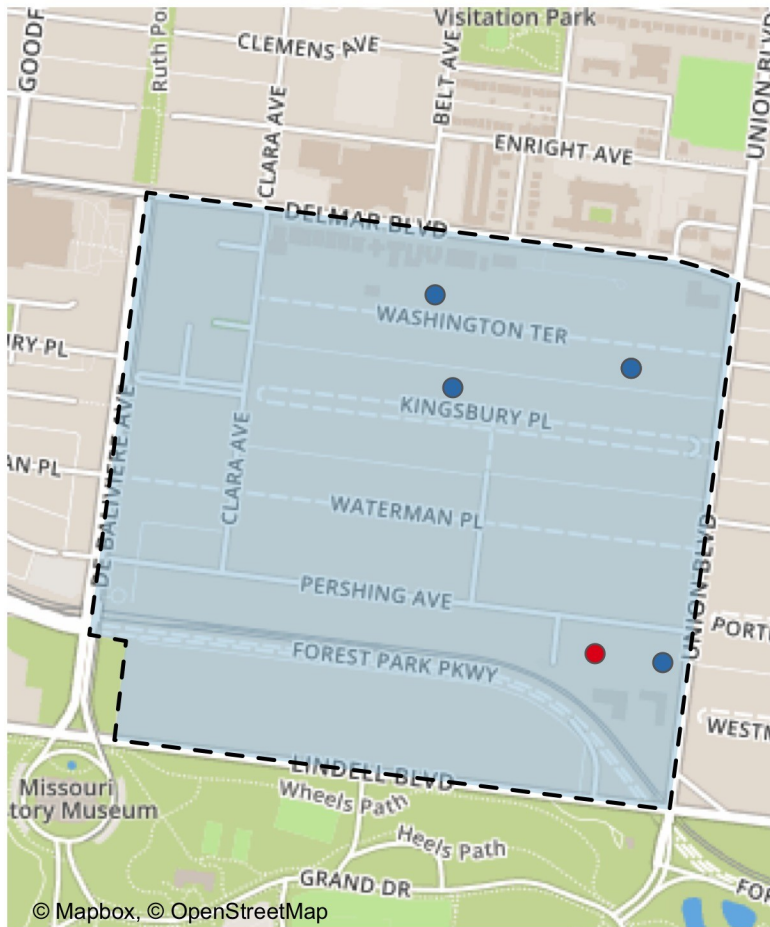 Visitation Park
GOODF
Ruth Po
CLEMENS AVE
BELT AVE
UNION BLVD
CLARA AVE
ENRIGHT AVE
DELMAR BLVD
WASHINGTON TER
URY PL
KINGSBURY PL
DE BALIVIERE AVE
CLARA AVE
AN PL
WATERMAN PL
UNION BLVD
PERSHING AVE
PORT
FOREST PARK PKWY
WESTM
LINDELL BLVD
Missouri
tory Museum
Wheels Path
Heels Path
GRAND DR
FOR
© Mapbox, © OpenStreetMap